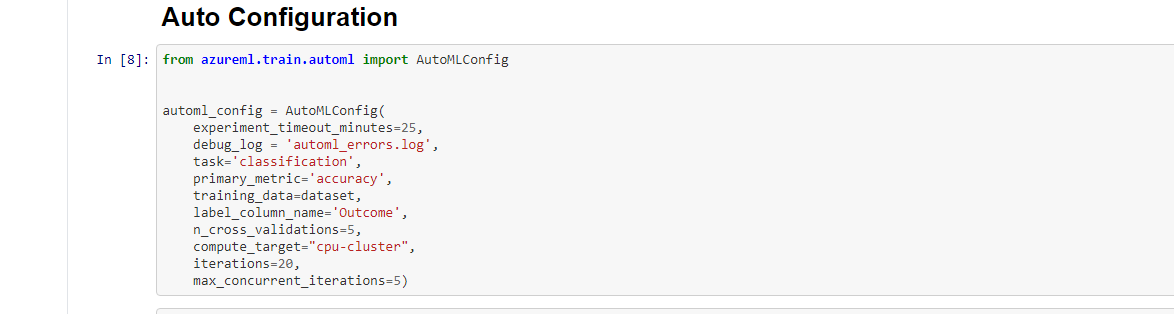 Auto Configuration
In [8]: from azureml.train.automl import AutoMLConfig
automl_config = AutoMLConfig(
    experiment_timeout_minutes=25,
    debug_log = 'automl_errors.log',
    task='classification',
    primary_metric='accuracy',
    training_data=dataset,
    label_column_name='Outcome',
    n_cross_validations=5,
    compute_target="cpu-cluster",
    iterations=20,
    max_concurrent_iterations=5)